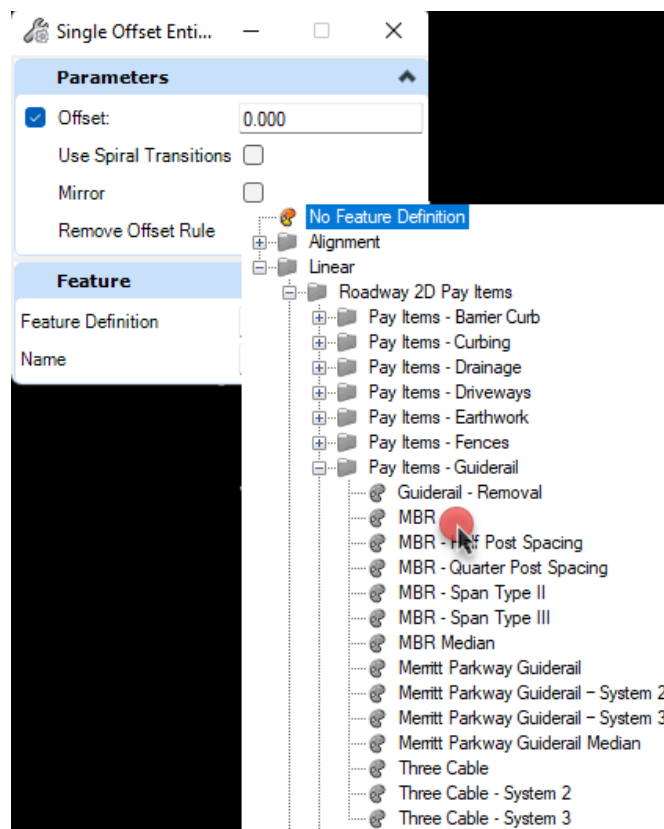 Single Offset Enti...
Parameters
Offset: 0.000
Use Spiral Transitions
Mirror
Remove Offset Rule
Feature
Feature Definition
Name
No Feature Definition
Alignment
Linear
Roadway 2D Pay Items
Pay Items - Barrier Curb
Pay Items - Curbing
Pay Items - Drainage
Pay Items - Driveways
Pay Items - Earthwork
Pay Items - Fences
Pay Items - Guiderail
Guiderail - Removal
MBR
MBR - Half Post Spacing
MBR - Quarter Post Spacing
MBR - Span Type II
MBR - Span Type III
MBR Median
Merritt Parkway Guiderail
Merritt Parkway Guiderail – System 2
Merritt Parkway Guiderail – System 3
Merritt Parkway Guiderail Median
Three Cable
Three Cable - System 2
Three Cable - System 3